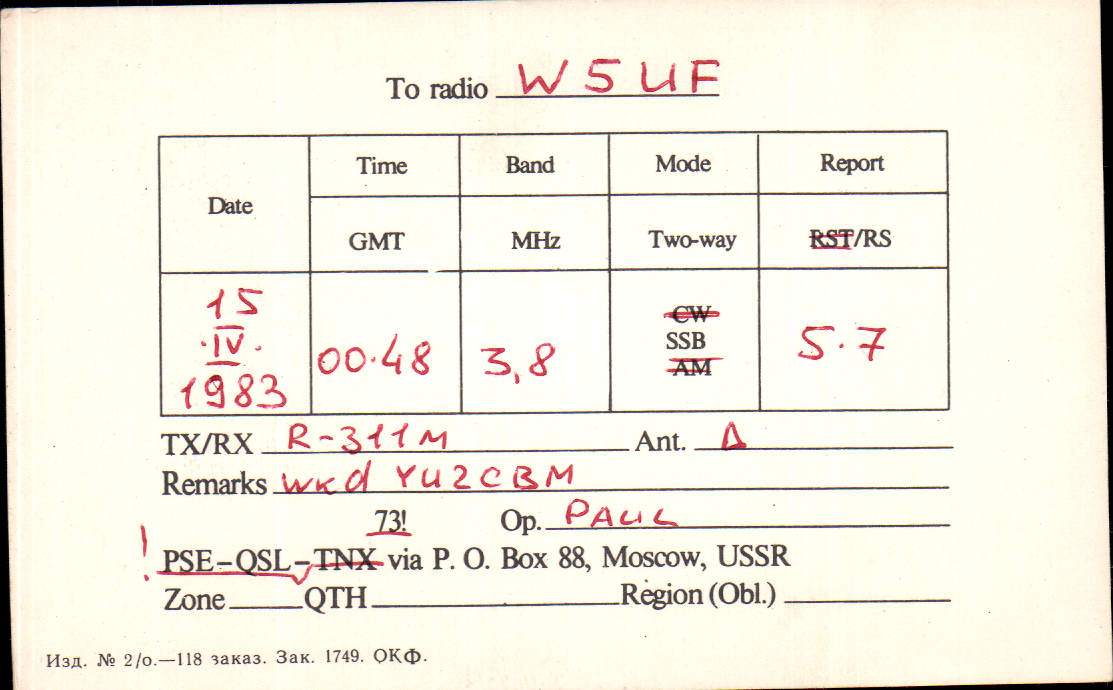 To radio W5UF
Date Time Band Mode Report
GMT MHz Two-way RST/RS
15
·IV·
1983
00·48 3,8 CW SSB AM 5·7
TX/RX R-311M Ant. Δ
Remarks wkd YU2CBM
73! Op. PAUL
! PSE–QSL–TNX via P. O. Box 88, Moscow, USSR
Zone QTH Region (Obl.)
Изд. № 2/о.—118 заказ. Зак. 1749. ОКФ.